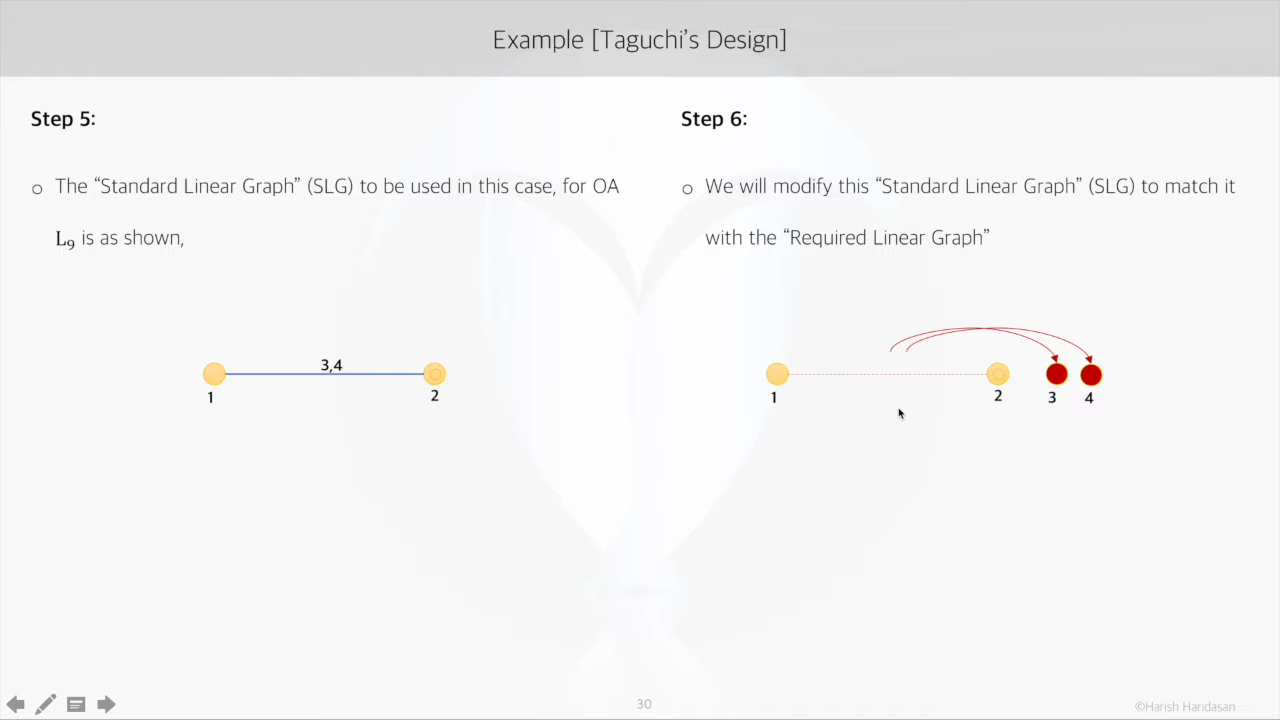 Example [Taguchi's Design]
Step 5:
○ The “Standard Linear Graph” (SLG) to be used in this case, for OA
L₉ is as shown,
3,4
1
2
Step 6:
○ We will modify this “Standard Linear Graph” (SLG) to match it
with the “Required Linear Graph”
1
2
3
4
30
©Harish Haridasan